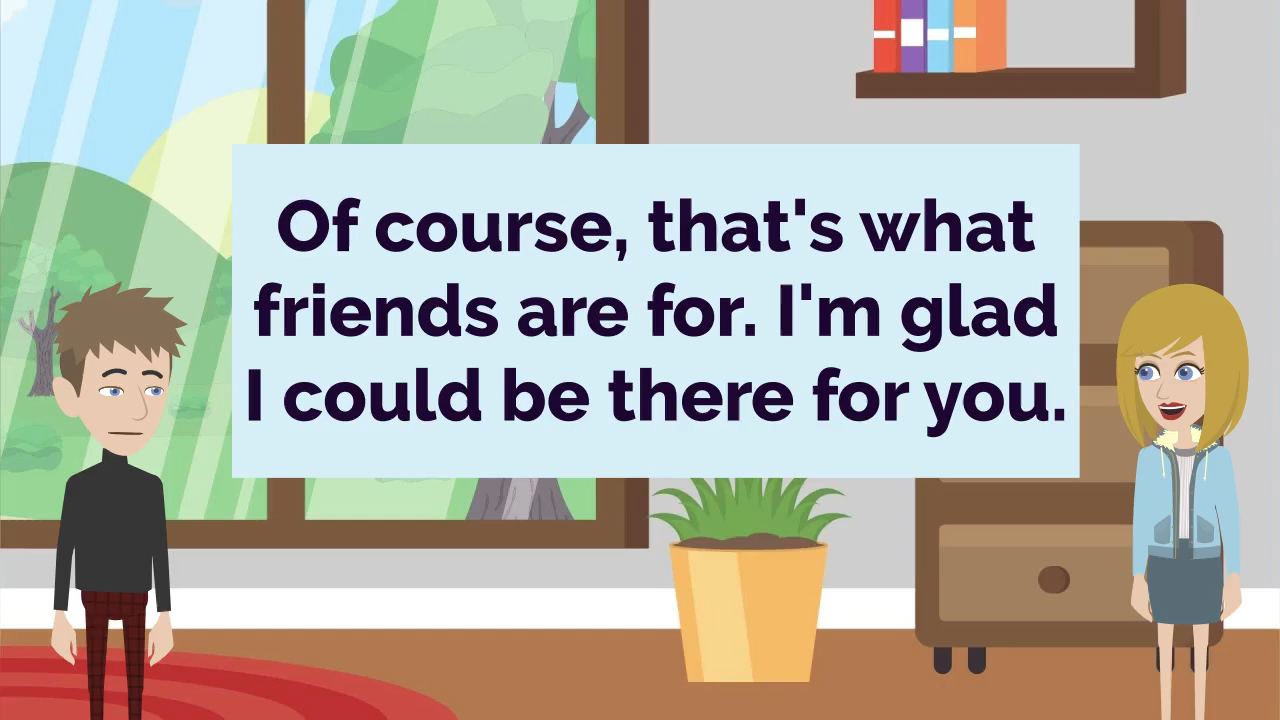 Of course, that's what
friends are for. I'm glad
I could be there for you.